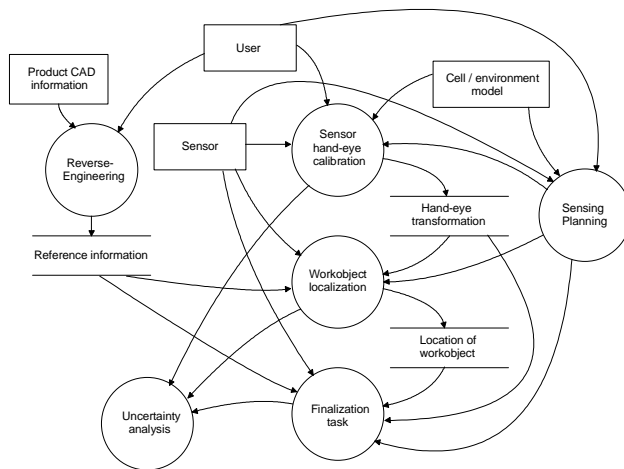 User
Product CAD
information
Cell / environment
model
Sensor
Sensor
hand-eye
calibration
Reverse-
Engineering
Hand-eye
transformation
Sensing
Planning
Reference information
Workobject
localization
Location of
workobject
Uncertainty
analysis
Finalization
task